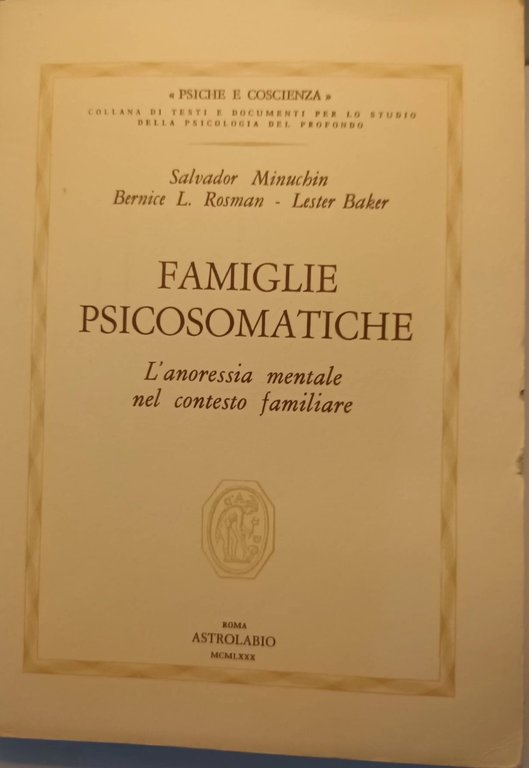 « PSICHE E COSCIENZA »
COLLANA DI TESTI E DOCUMENTI PER LO STUDIO
DELLA PSICOLOGIA DEL PROFONDO
Salvador Minuchin
Bernice L. Rosman - Lester Baker
FAMIGLIE
PSICOSOMATICHE
L'anoressia mentale
nel contesto familiare
ROMA
ASTROLABIO
MCMLXXX